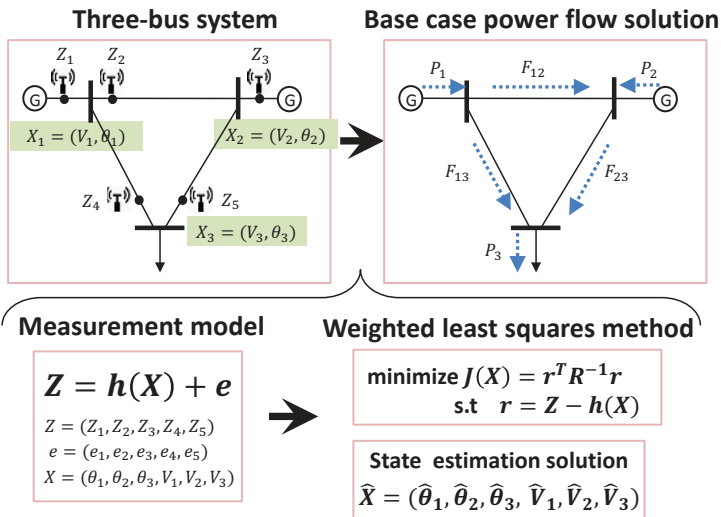 Three-bus system
Z₁ Z₂ Z₃
G G
X₁ = (V₁, θ₁) X₂ = (V₂, θ₂)
Z₄ Z₅
X₃ = (V₃, θ₃)
Base case power flow solution
P₁ F₁₂ P₂
G G
F₁₃ F₂₃
P₃
Measurement model
Z = h(X) + e
Z = (Z₁, Z₂, Z₃, Z₄, Z₅)
e = (e₁, e₂, e₃, e₄, e₅)
X = (θ₁, θ₂, θ₃, V₁, V₂, V₃)
Weighted least squares method
minimize J(X) = rᵀR⁻¹r
s.t r = Z − h(X)
State estimation solution
X̂ = (θ̂₁, θ̂₂, θ̂₃, V̂₁, V̂₂, V̂₃)